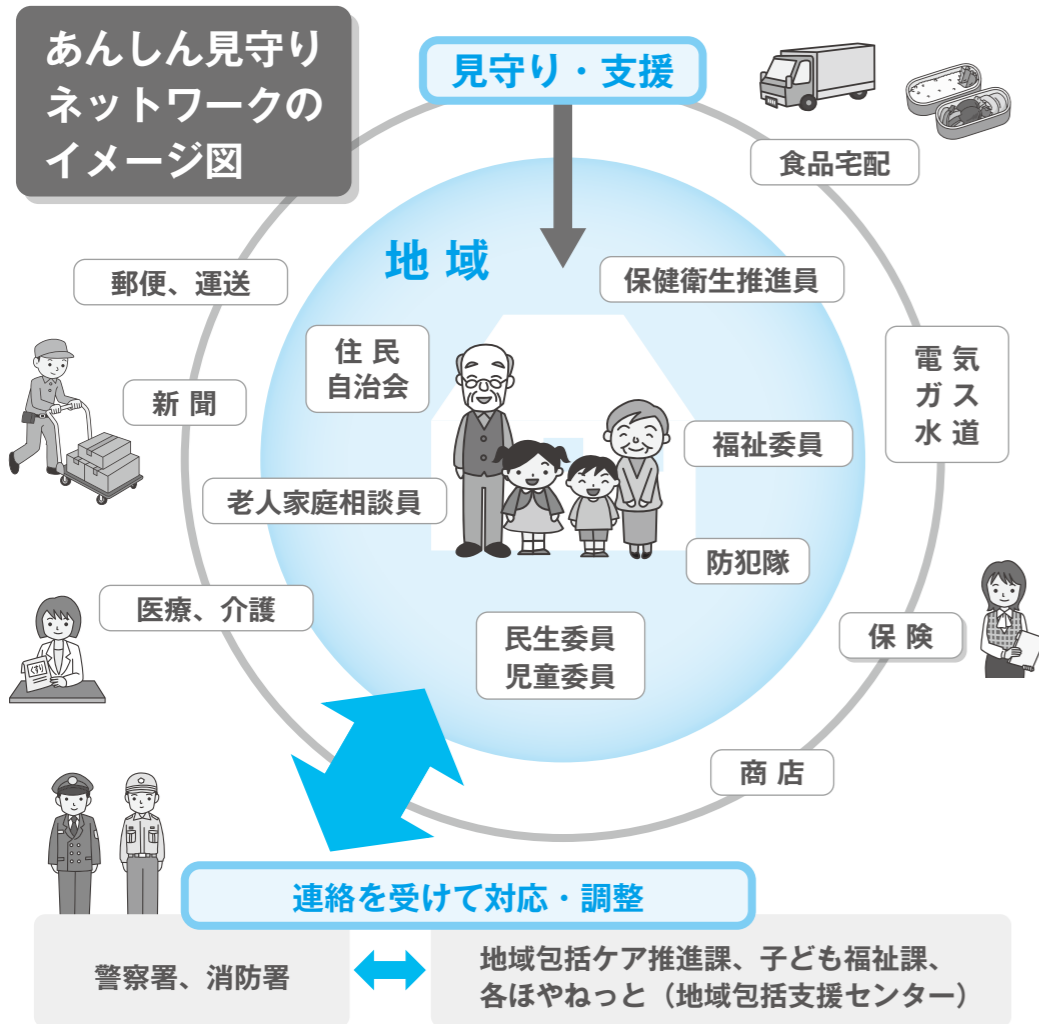 あんしん見守り
ネットワークの
イメージ図
見守り・支援
食品宅配
地域
保健衛生推進員
郵便、運送
住民
自治会
電気
ガス
水道
新聞
福祉委員
老人家庭相談員
防犯隊
医療、介護
くすり
民生委員
児童委員
保険
商店
連絡を受けて対応・調整
警察署、消防署
地域包括ケア推進課、子ども福祉課、
各ほやねっと（地域包括支援センター）